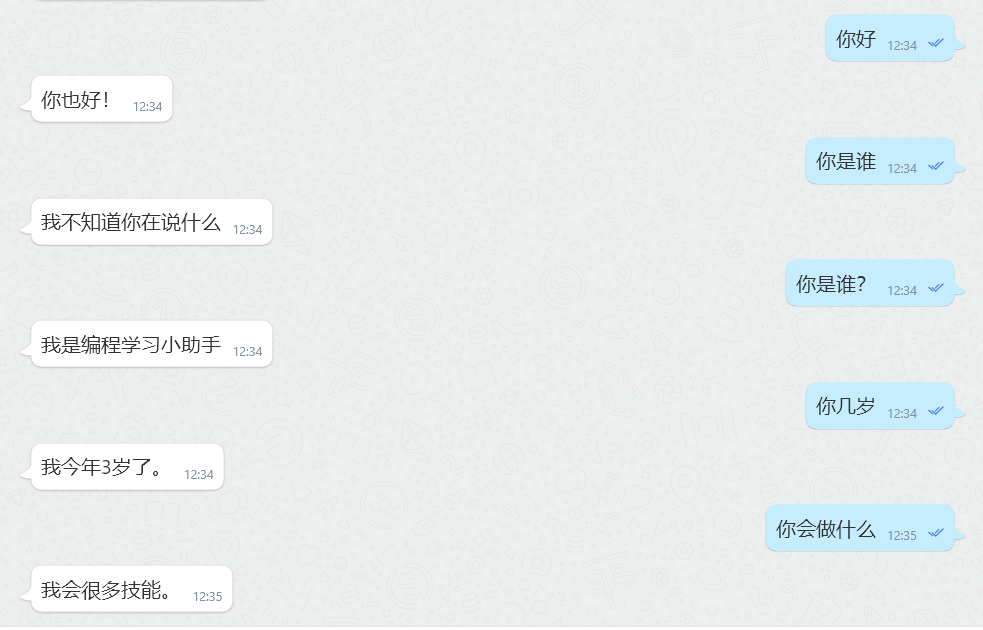 你好 12:34
你也好！ 12:34
你是谁 12:34
我不知道你在说什么 12:34
你是谁？ 12:34
我是编程学习小助手 12:34
你几岁 12:34
我今年3岁了。 12:34
你会做什么 12:35
我会很多技能。 12:35